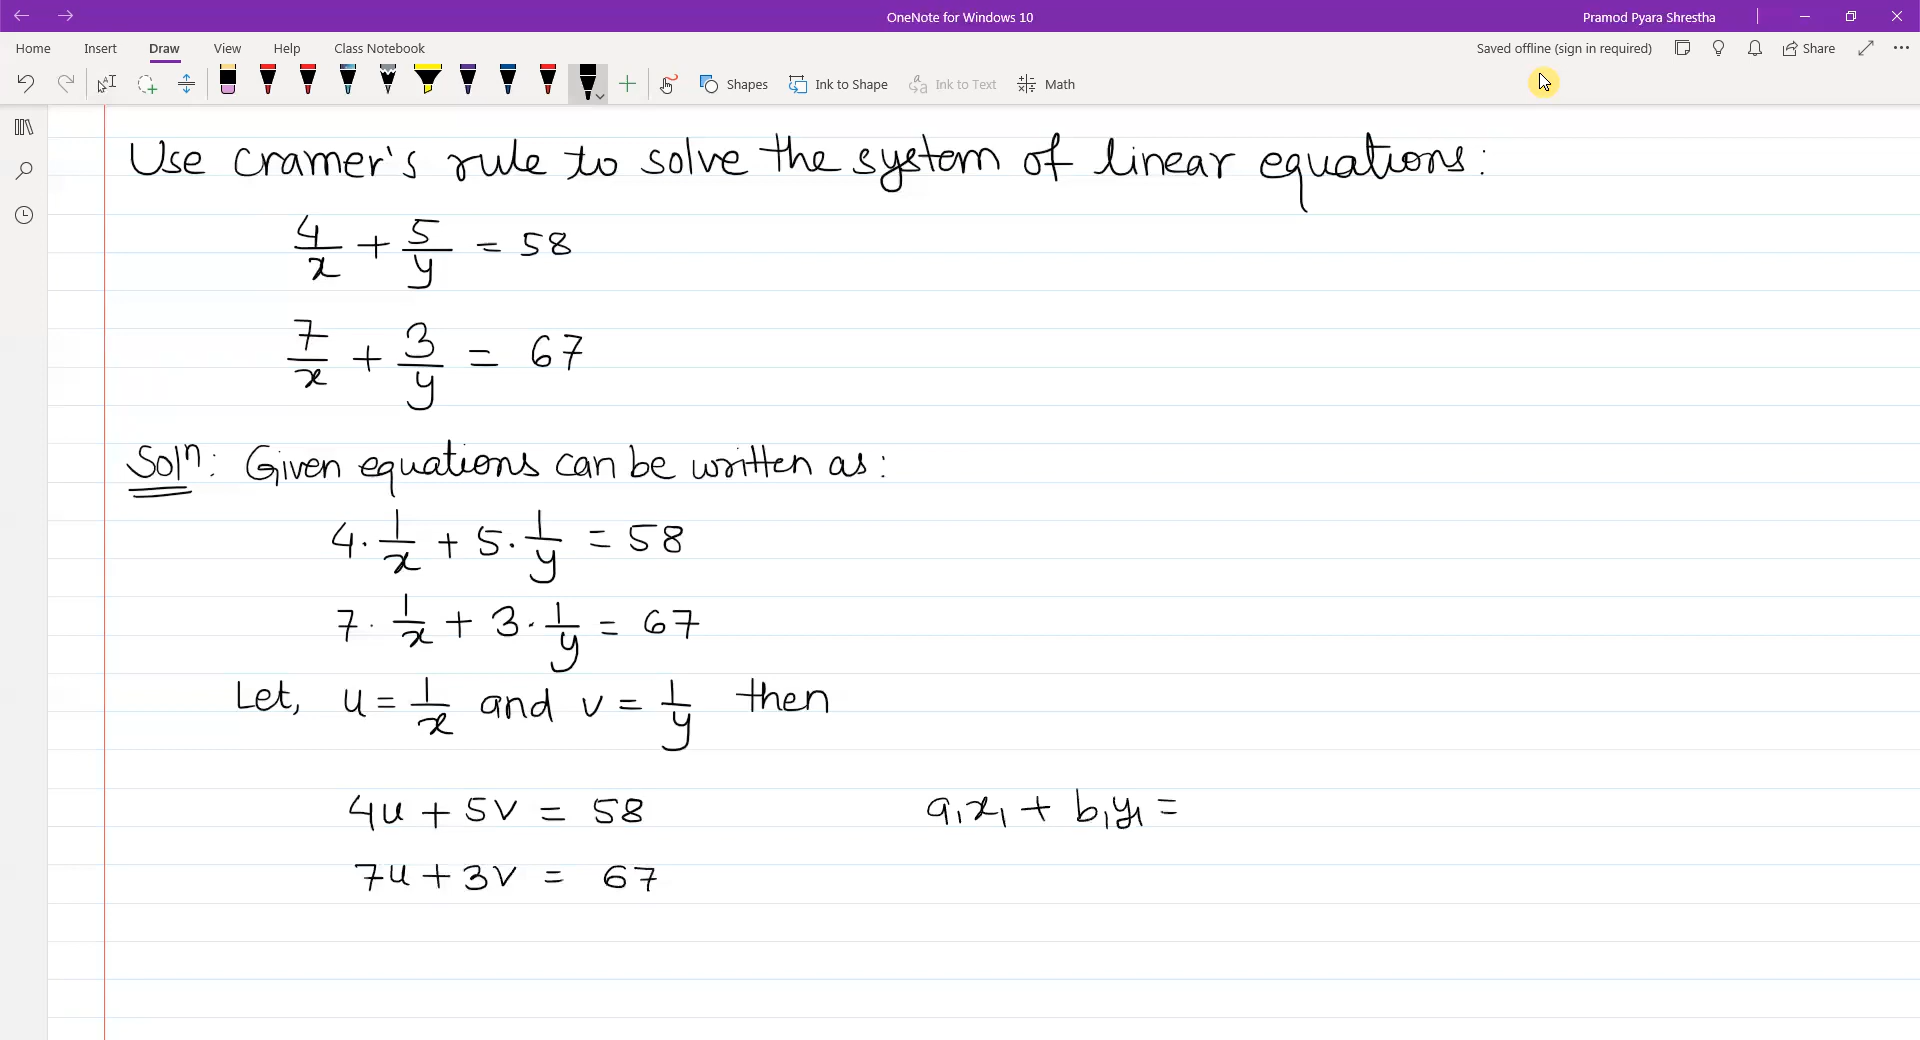 OneNote for Windows 10
Pramod Pyara Shrestha
Home Insert Draw View Help Class Notebook
Saved offline (sign in required) Share
Shapes Ink to Shape Ink to Text Math
Use Cramer's rule to solve the system of linear equations:
4/x + 5/y = 58
7/x + 3/y = 67
Solⁿ: Given equations can be written as:
4·1/x + 5·1/y = 58
7·1/x + 3·1/y = 67
Let, u = 1/x and v = 1/y then
4u + 5v = 58
a₁x₁ + b₁y₁ =
7u + 3v = 67